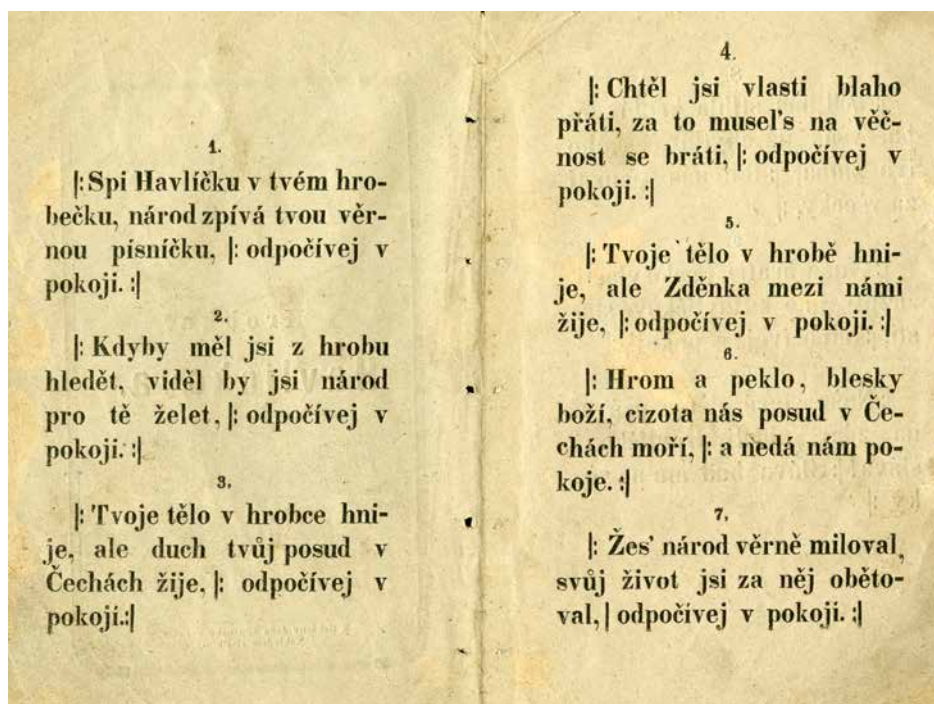 1.
|: Spi Havlíčku v tvém hro-
bečku, národ zpívá tvou věr-
nou písníčku, |: odpočívej v
pokoji. :|
2.
|: Kdyby měl jsi z hrobu
hledět, viděl by jsi národ
pro tě želet, |: odpočívej v
pokoji. :|
3.
|: Tvoje tělo v hrobce hni-
je, ale duch tvůj posud v
Čechách žije, |: odpočívej v
pokojí. :|
4.
|: Chtěl jsi vlasti blaho
přáti, za to musel's na věč-
nost se bráti, |: odpočívej v
pokoji. :|
5.
|: Tvoje tělo v hrobě hni-
je, ale Zděnka mezi námi
žije, |: odpočívej v pokoji. :|
6.
|: Hrom a peklo, blesky
boží, cizota nás posud v Če-
chách moří, |: a nedá nám po-
koje. :|
7.
|: Žes' národ věrně miloval,
svůj život jsi za něj oběto-
val, | odpočívej v pokoji. :|